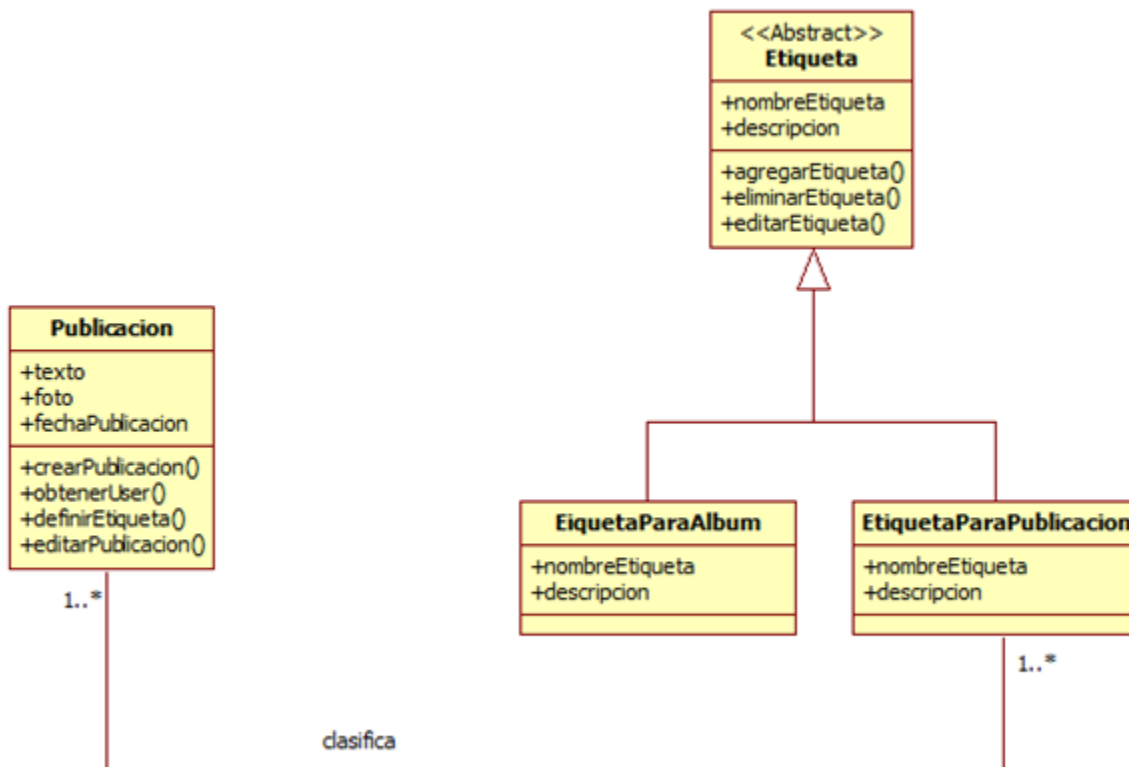 <<Abstract>>
Etiqueta
+nombreEtiqueta
+descripcion
+agregarEtiqueta()
+eliminarEtiqueta()
+editarEtiqueta()
Publicacion
+texto
+foto
+fechaPublicacion
+crearPublicacion()
+obtenerUser()
+definirEtiqueta()
+editarPublicacion()
1..*
EiquetaParaAlbum
+nombreEtiqueta
+descripcion
EtiquetaParaPublicacion
+nombreEtiqueta
+descripcion
1..*
clasifica